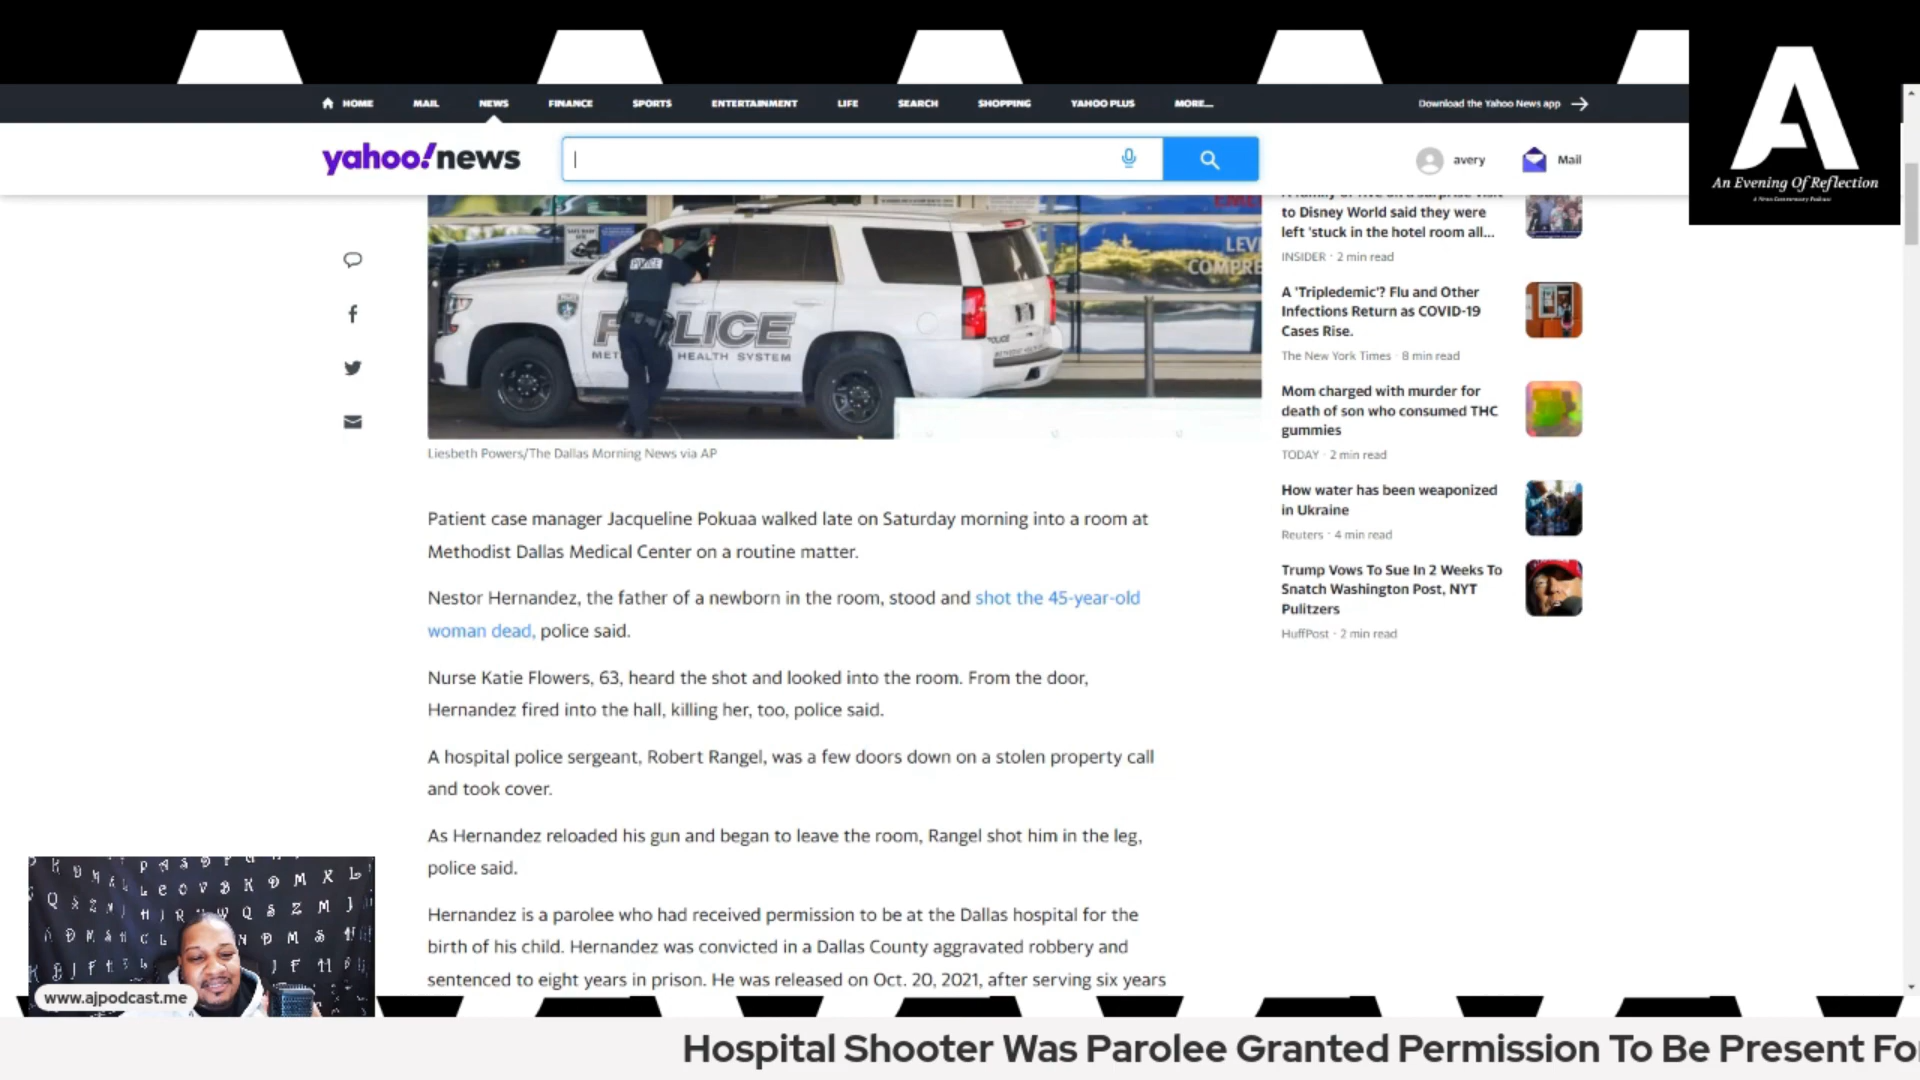 HOME MAIL NEWS FINANCE SPORTS ENTERTAINMENT LIFE SEARCH SHOPPING YAHOO PLUS MORE...
Download the Yahoo News app
yahoo!news
avery
Mail
A
An Evening Of Reflection
A News Commentary Podcast
to Disney World said they were
left 'stuck in the hotel room all...
INSIDER · 2 min read
A 'Tripledemic'? Flu and Other
Infections Return as COVID-19
Cases Rise.
The New York Times · 8 min read
Mom charged with murder for
death of son who consumed THC
gummies
TODAY · 2 min read
How water has been weaponized
in Ukraine
Reuters · 4 min read
Trump Vows To Sue In 2 Weeks To
Snatch Washington Post, NYT
Pulitzers
HuffPost · 2 min read
EME
LEV
COMPRE
POLICE
P LICE
MET HEALTH SYSTEM
POLICE
Liesbeth Powers/The Dallas Morning News via AP
Patient case manager Jacqueline Pokuaa walked late on Saturday morning into a room at
Methodist Dallas Medical Center on a routine matter.
Nestor Hernandez, the father of a newborn in the room, stood and shot the 45-year-old
woman dead, police said.
Nurse Katie Flowers, 63, heard the shot and looked into the room. From the door,
Hernandez fired into the hall, killing her, too, police said.
A hospital police sergeant, Robert Rangel, was a few doors down on a stolen property call
and took cover.
As Hernandez reloaded his gun and began to leave the room, Rangel shot him in the leg,
police said.
Hernandez is a parolee who had received permission to be at the Dallas hospital for the
birth of his child. Hernandez was convicted in a Dallas County aggravated robbery and
sentenced to eight years in prison. He was released on Oct. 20, 2021, after serving six years
www.ajpodcast.me
Hospital Shooter Was Parolee Granted Permission To Be Present Fo